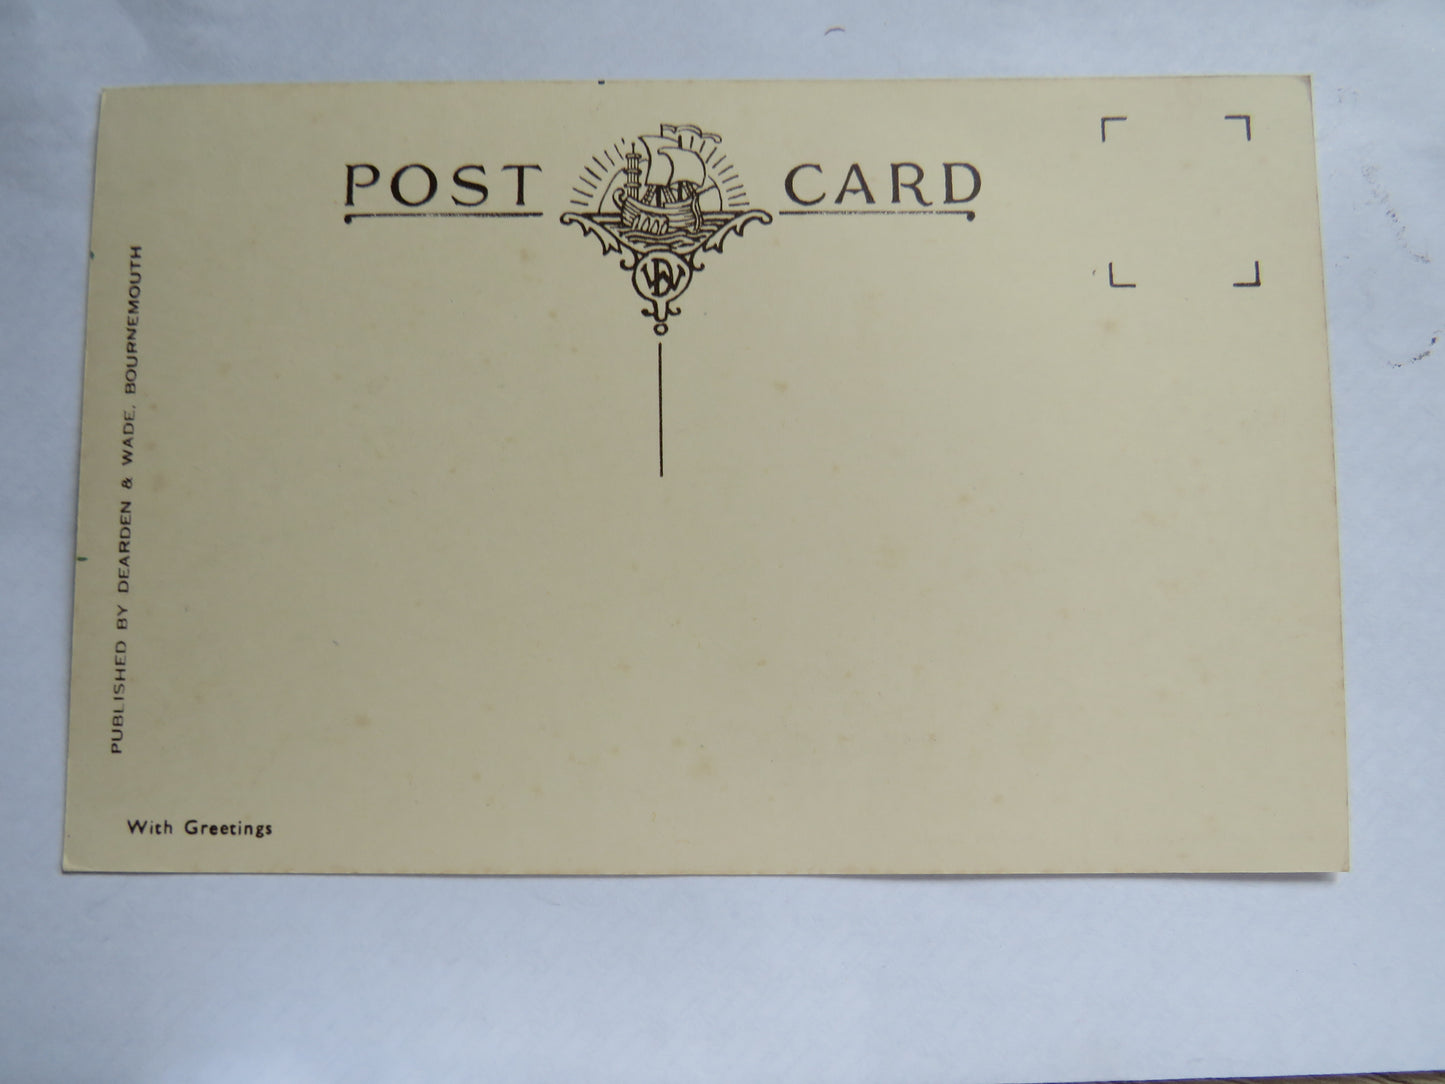 POST CARD
PUBLISHED BY DEARDEN & WADE, BOURNEMOUTH
With Greetings